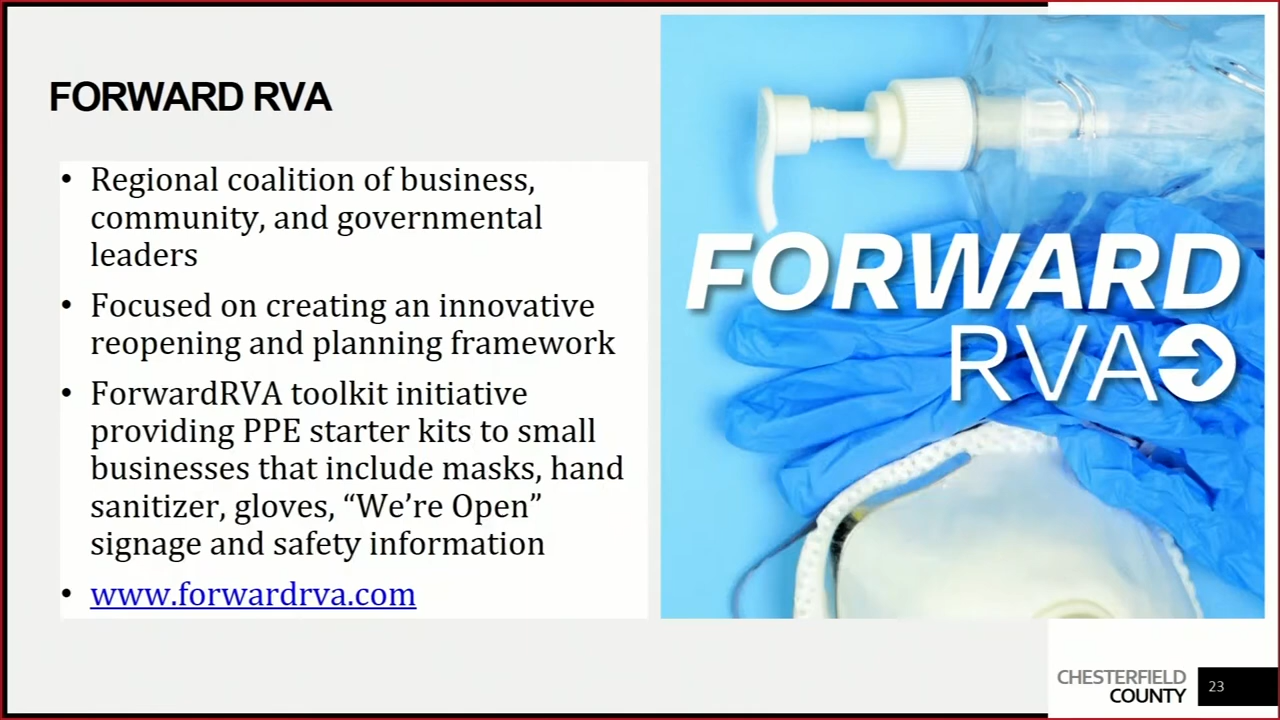 FORWARD RVA
• Regional coalition of business,
community, and governmental
leaders
• Focused on creating an innovative
reopening and planning framework
• ForwardRVA toolkit initiative
providing PPE starter kits to small
businesses that include masks, hand
sanitizer, gloves, “We’re Open”
signage and safety information
• www.forwardrva.com
FORWARD
RVA
CHESTERFIELD
COUNTY
23